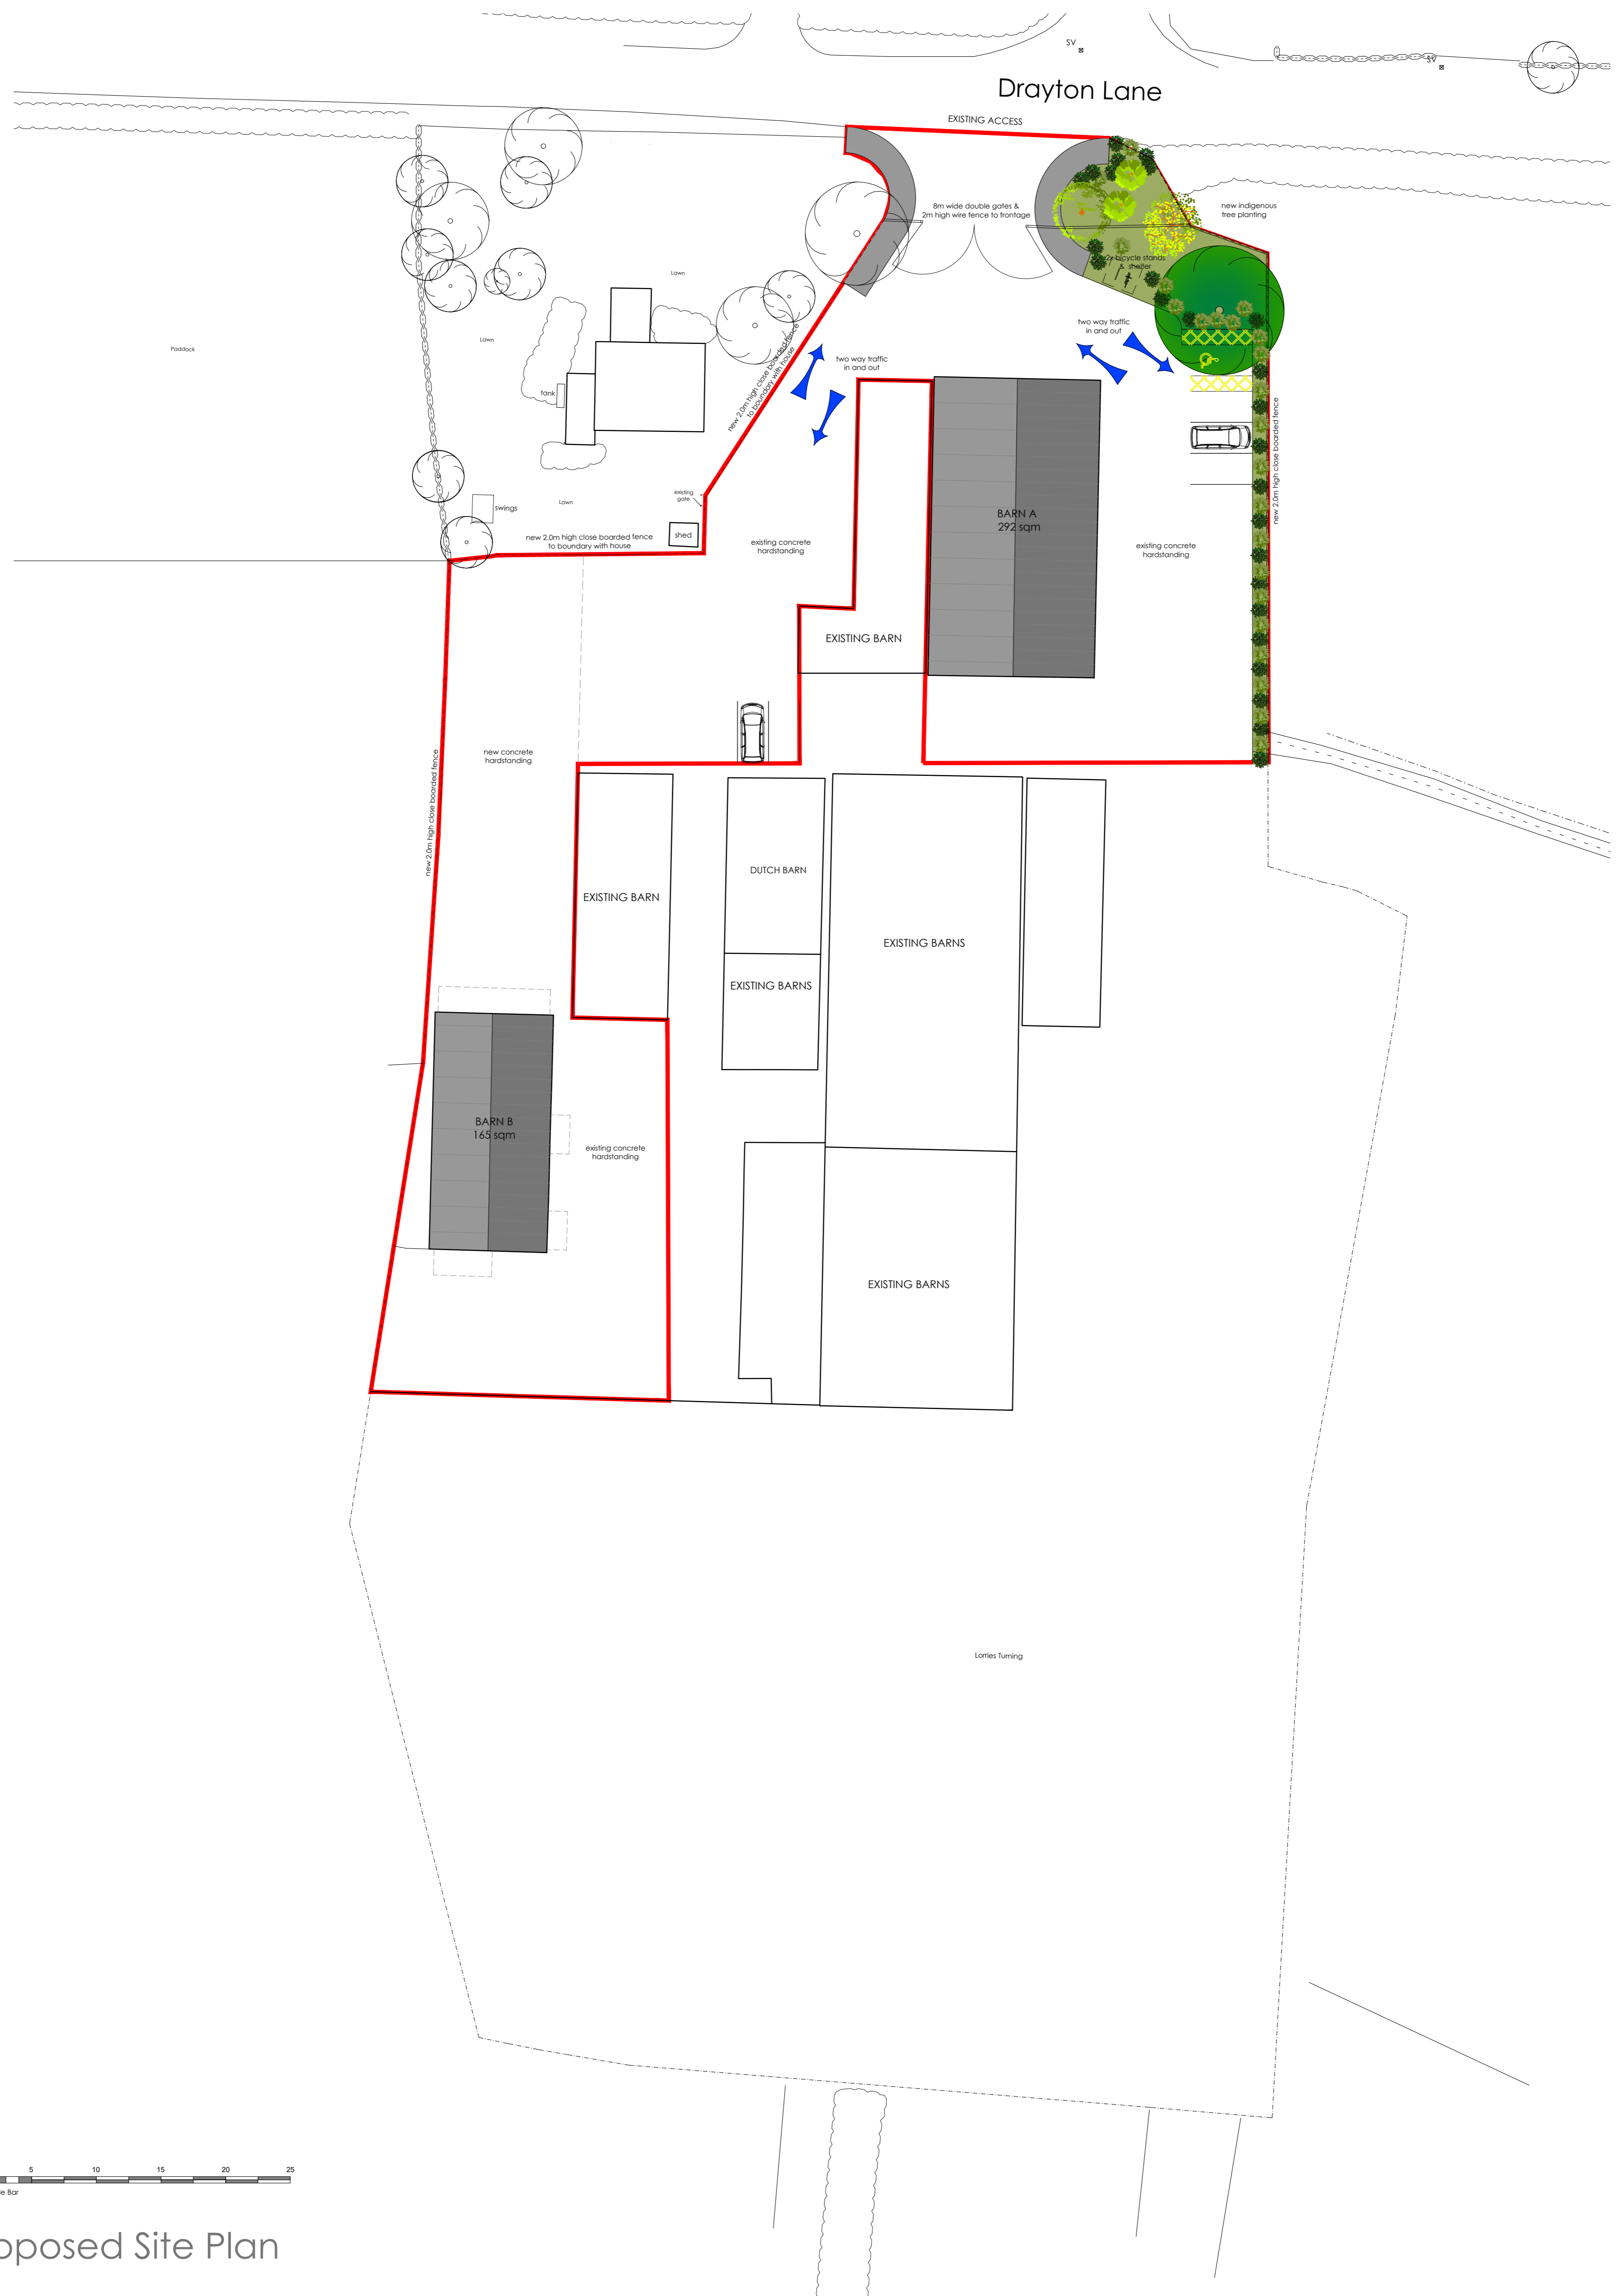 SV
SV
Drayton Lane
EXISTING ACCESS
8m wide double gates &
2m high wire fence to frontage
new indigenous
tree planting
2x bicycle stands
& shelter
Lawn
Paddock
Lawn
tank
new 2.0m high close boarded fence
to boundary with house
two way traffic
in and out
two way traffic
in and out
new 2.0m high close boarded fence
existing
gate
swings
Lawn
shed
new 2.0m high close boarded fence
to boundary with house
existing concrete
hardstanding
BARN A
292 sqm
existing concrete
hardstanding
EXISTING BARN
new concrete
hardstanding
new 2.0m high close boarded fence
EXISTING BARN
DUTCH BARN
EXISTING BARNS
EXISTING BARNS
BARN B
165 sqm
existing concrete
hardstanding
EXISTING BARNS
Lorries Turning
5 10 15 20 25
le Bar
oposed Site Plan